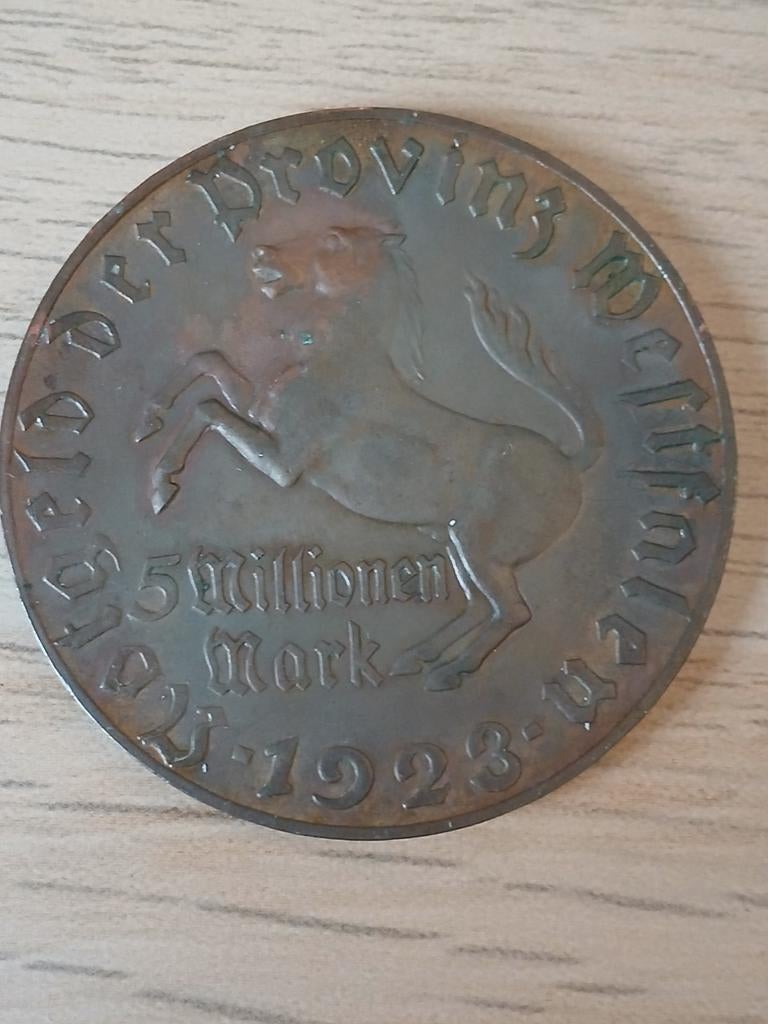 Notgeld der Provinz Westfalen
5 Millionen
Mark
·1923·